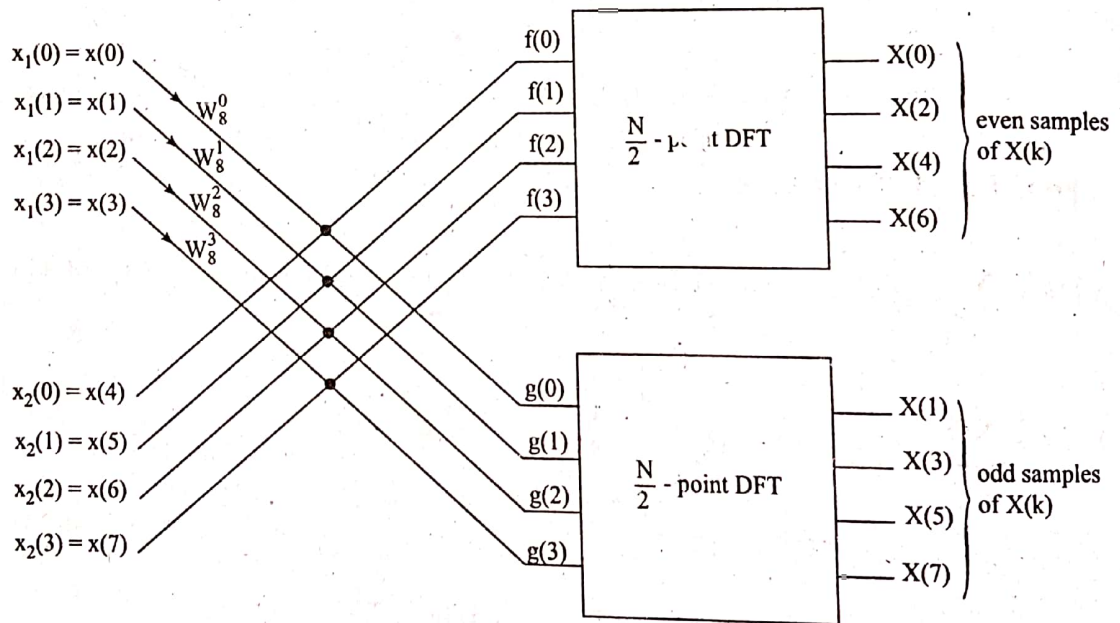 x₁(0) = x(0)
x₁(1) = x(1)
x₁(2) = x(2)
x₁(3) = x(3)
W₈⁰
W₈¹
W₈²
W₈³
x₂(0) = x(4)
x₂(1) = x(5)
x₂(2) = x(6)
x₂(3) = x(7)
f(0)
f(1)
f(2)
f(3)
N/2 - DFT
X(0)
X(2)
X(4)
X(6)
even samples
of X(k)
g(0)
g(1)
g(2)
g(3)
N/2 - point DFT
X(1)
X(3)
X(5)
X(7)
odd samples
of X(k)